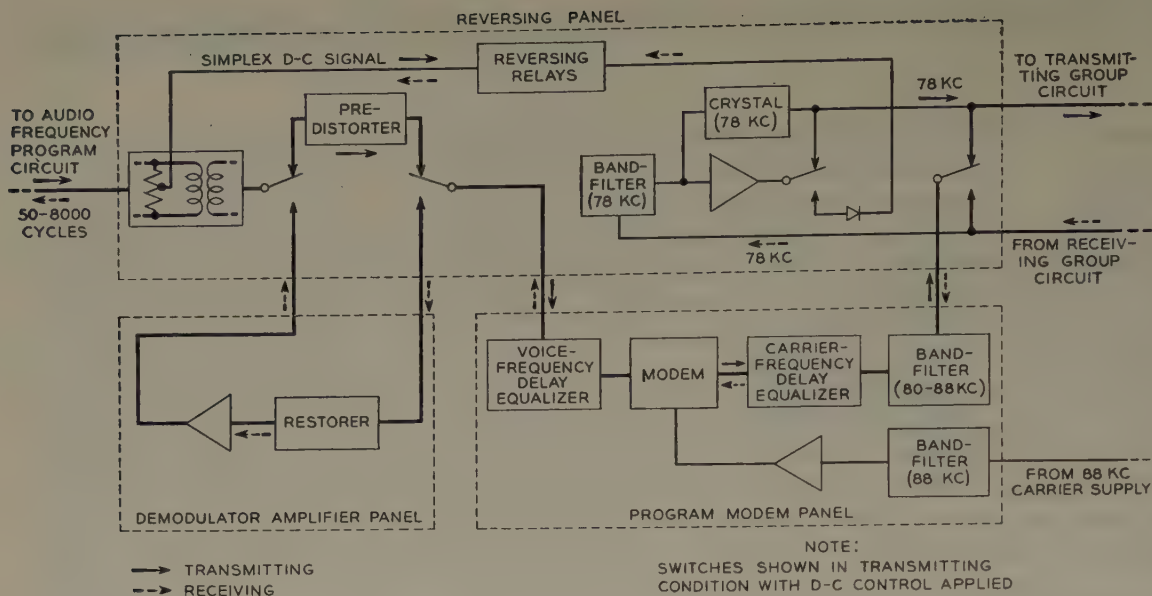 REVERSING PANEL
SIMPLEX D-C SIGNAL
REVERSING
RELAYS
TO AUDIO
FREQUENCY
PROGRAM
CIRCUIT
50-8000
CYCLES
PRE-
DISTORTER
CRYSTAL
(78 KC)
78 KC
TO TRANSMIT-
TING GROUP
CIRCUIT
BAND-
FILTER
(78 KC)
78 KC
FROM RECEIV-
ING GROUP
CIRCUIT
VOICE-
FREQUENCY
DELAY
EQUALIZER
MODEM
CARRIER-
FREQUENCY
DELAY
EQUALIZER
BAND-
FILTER
(80-88KC)
RESTORER
BAND-
FILTER
(88 KC)
FROM 88 KC
CARRIER SUPPLY
DEMODULATOR AMPLIFIER PANEL
PROGRAM MODEM PANEL
TRANSMITTING
RECEIVING
NOTE:
SWITCHES SHOWN IN TRANSMITTING
CONDITION WITH D-C CONTROL APPLIED